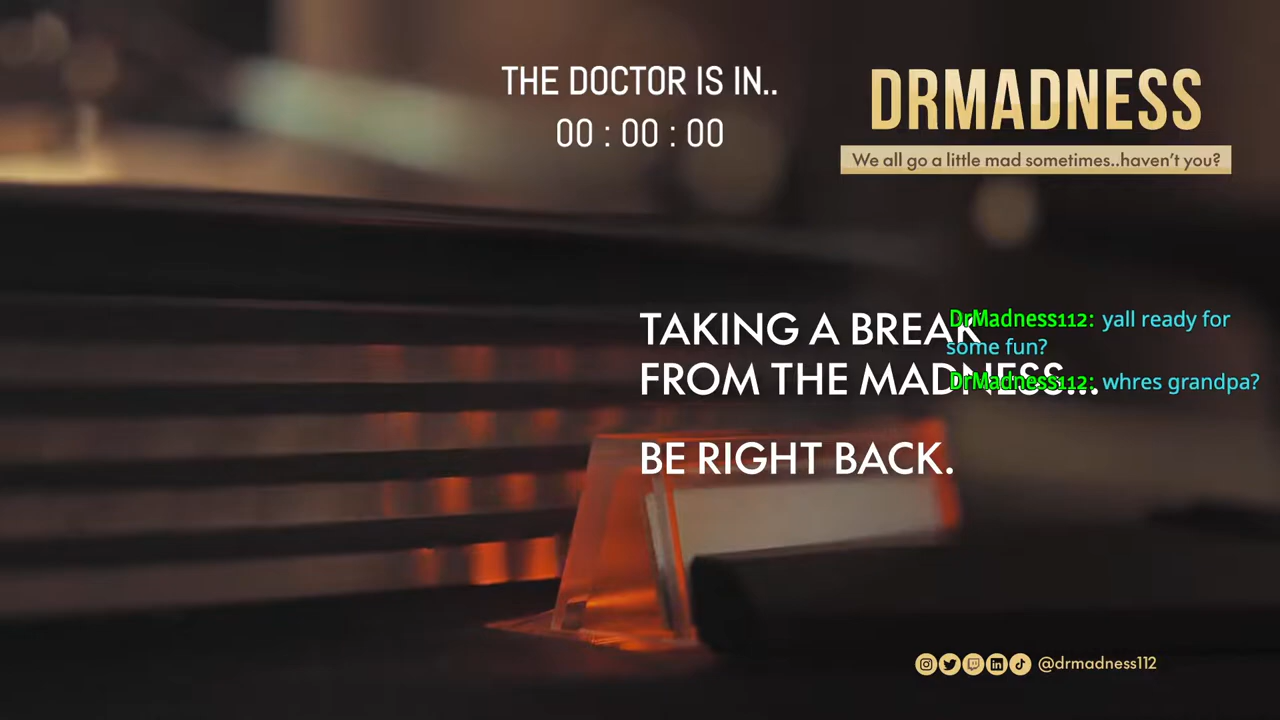 THE DOCTOR IS IN..
00 : 00 : 00
DRMADNESS
We all go a little mad sometimes..haven't you?
TAKING A BREAK
FROM THE MADNESS...
BE RIGHT BACK.
DrMadness112: yall ready for
some fun?
DrMadness112: whres grandpa?
@drmadness112